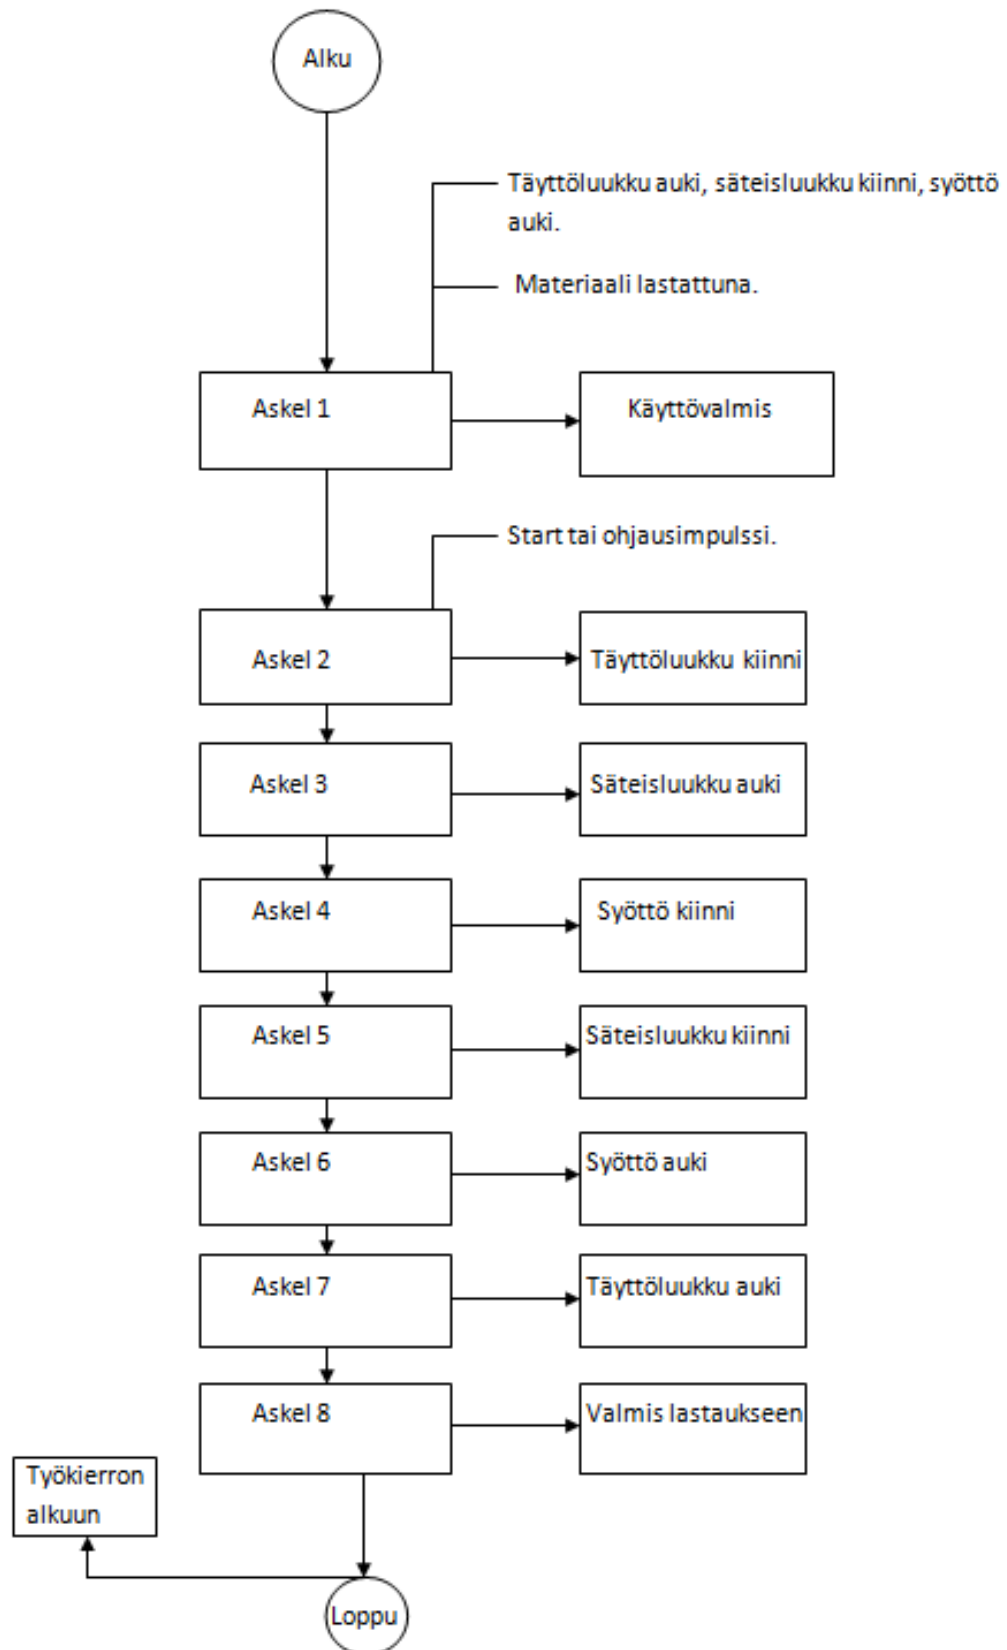 Alku
Täyttöluukku auki, säteisluukku kiinni, syöttö
auki.
Materiaali lastattuna.
Askel 1
Käyttövalmis
Start tai ohjausimpulssi.
Askel 2
Täyttöluukku kiinni
Askel 3
Säteisluukku auki
Askel 4
Syöttö kiinni
Askel 5
Säteisluukku kiinni
Askel 6
Syöttö auki
Askel 7
Täyttöluukku auki
Askel 8
Valmis lastaukseen
Työkierron
alkuun
Loppu